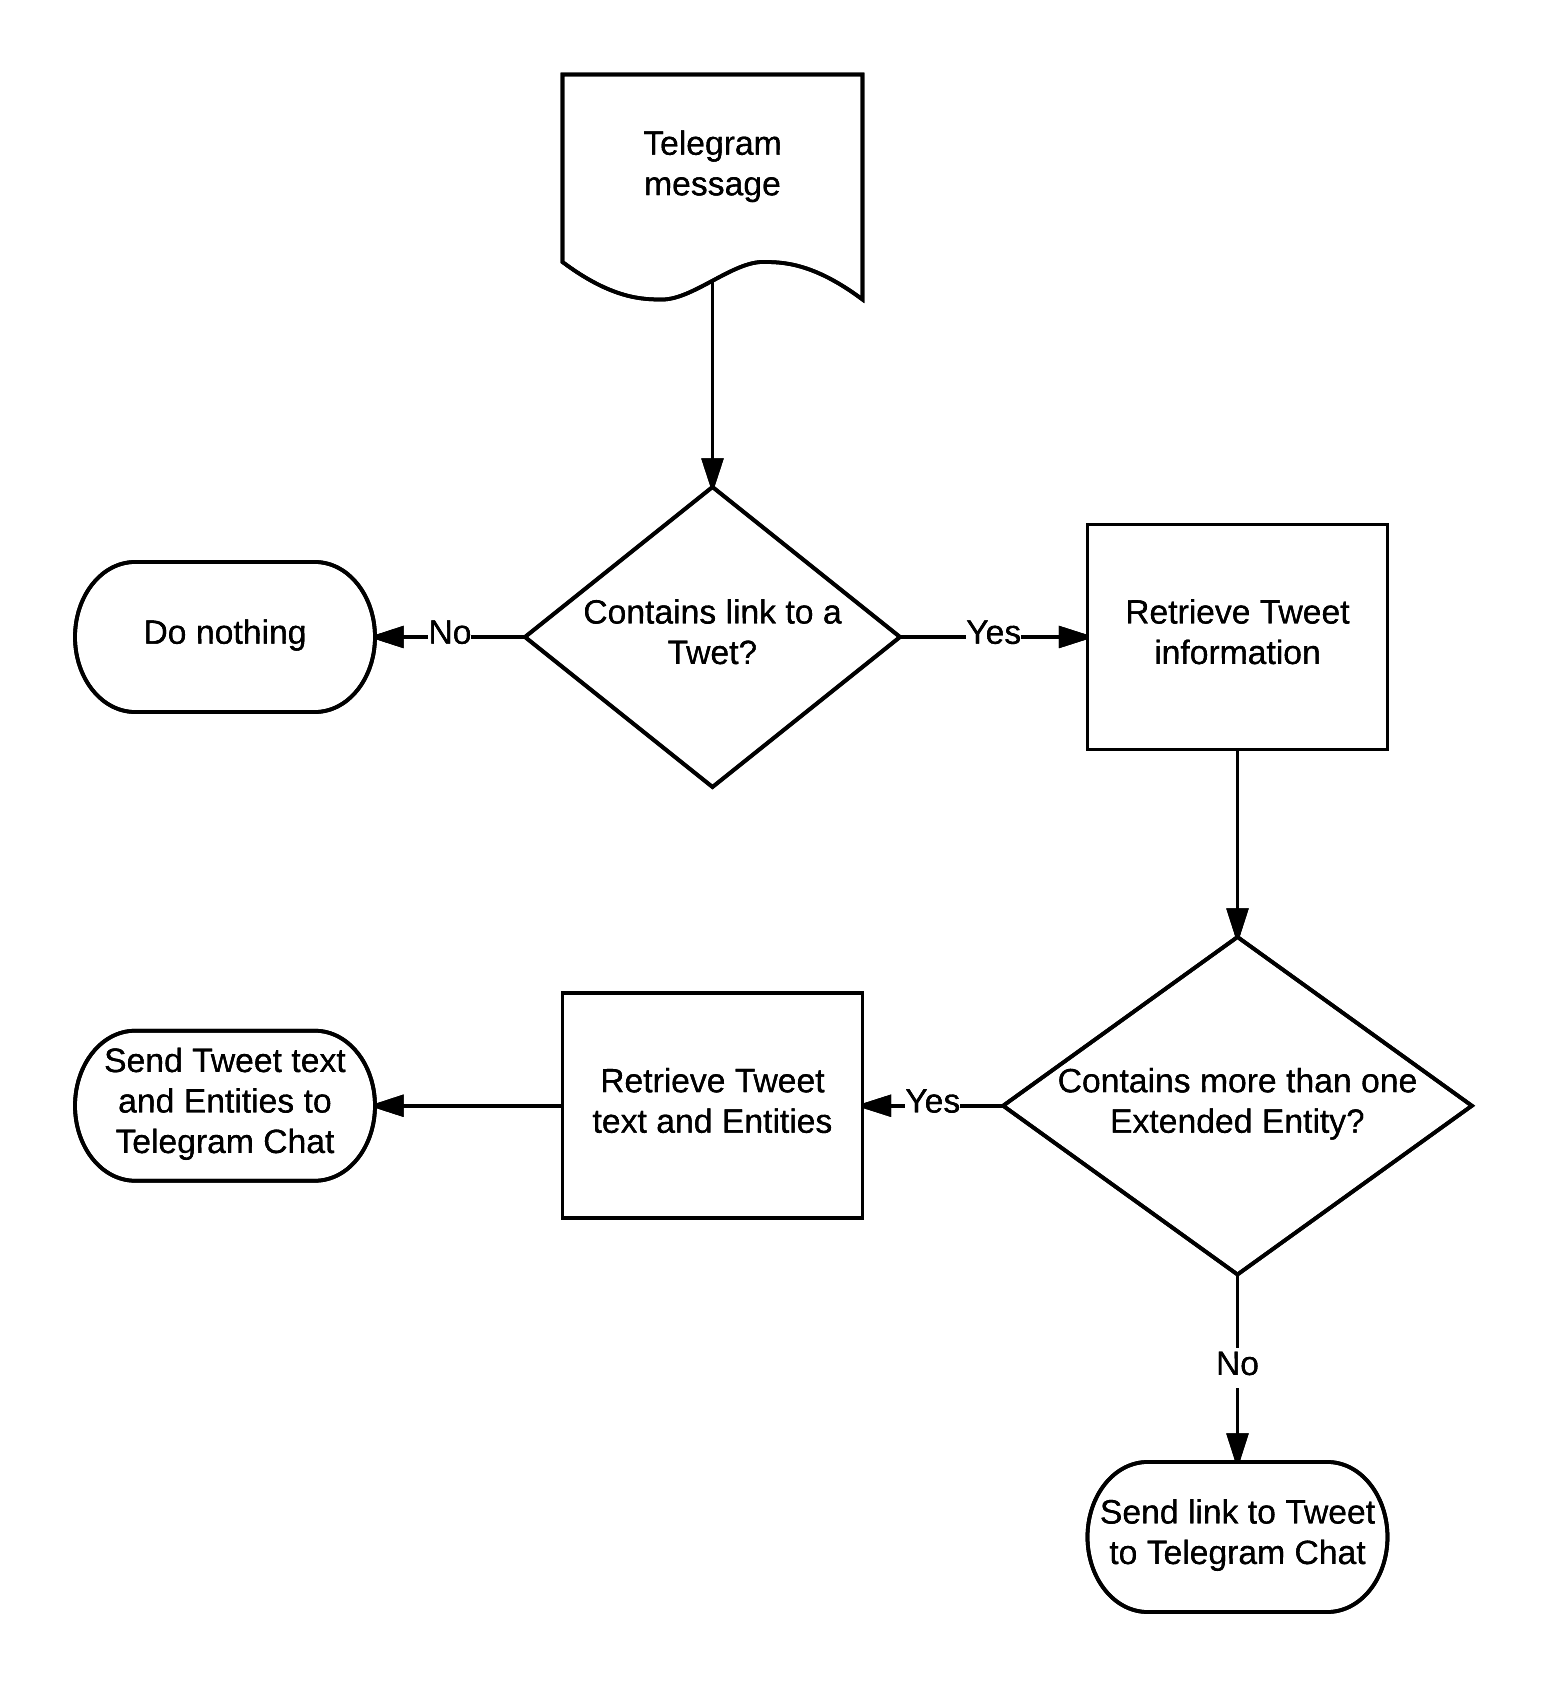 Telegram
message
Do nothing
No
Contains link to a
Twet?
Yes
Retrieve Tweet
information
Send Tweet text
and Entities to
Telegram Chat
Retrieve Tweet
text and Entities
Yes
Contains more than one
Extended Entity?
No
Send link to Tweet
to Telegram Chat